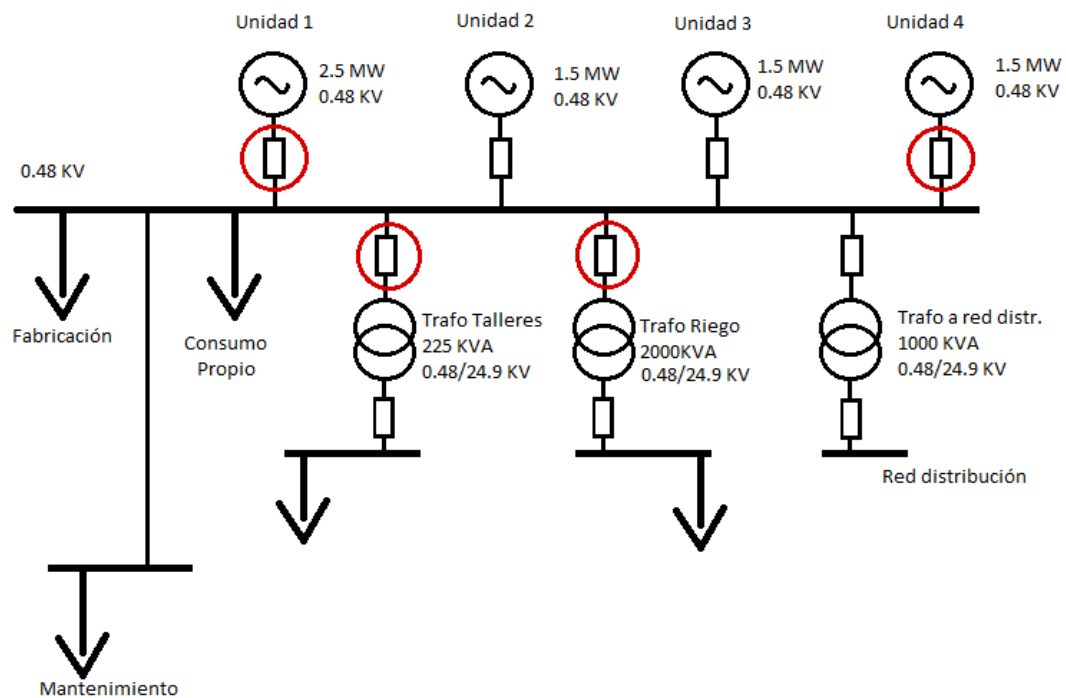 Unidad 1
Unidad 2
Unidad 3
Unidad 4
2.5 MW
0.48 KV
1.5 MW
0.48 KV
1.5 MW
0.48 KV
1.5 MW
0.48 KV
0.48 KV
Fabricación
Consumo
Propio
Trafo Talleres
225 KVA
0.48/24.9 KV
Trafo Riego
2000KVA
0.48/24.9 KV
Trafo a red distr.
1000 KVA
0.48/24.9 KV
Red distribución
Mantenimiento